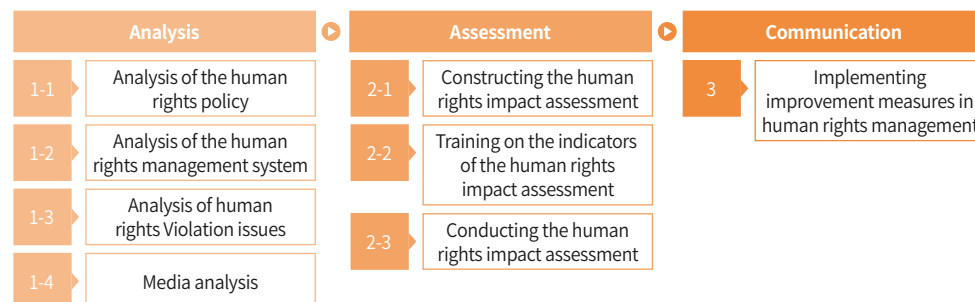 Analysis
1-1
Analysis of the human
rights policy
1-2
Analysis of the human
rights management system
1-3
Analysis of human
rights Violation issues
1-4
Media analysis
Assessment
2-1
Constructing the human
rights impact assessment
2-2
Training on the indicators
of the human rights
impact assessment
2-3
Conducting the human
rights impact assessment
Communication
3
Implementing
improvement measures in
human rights management